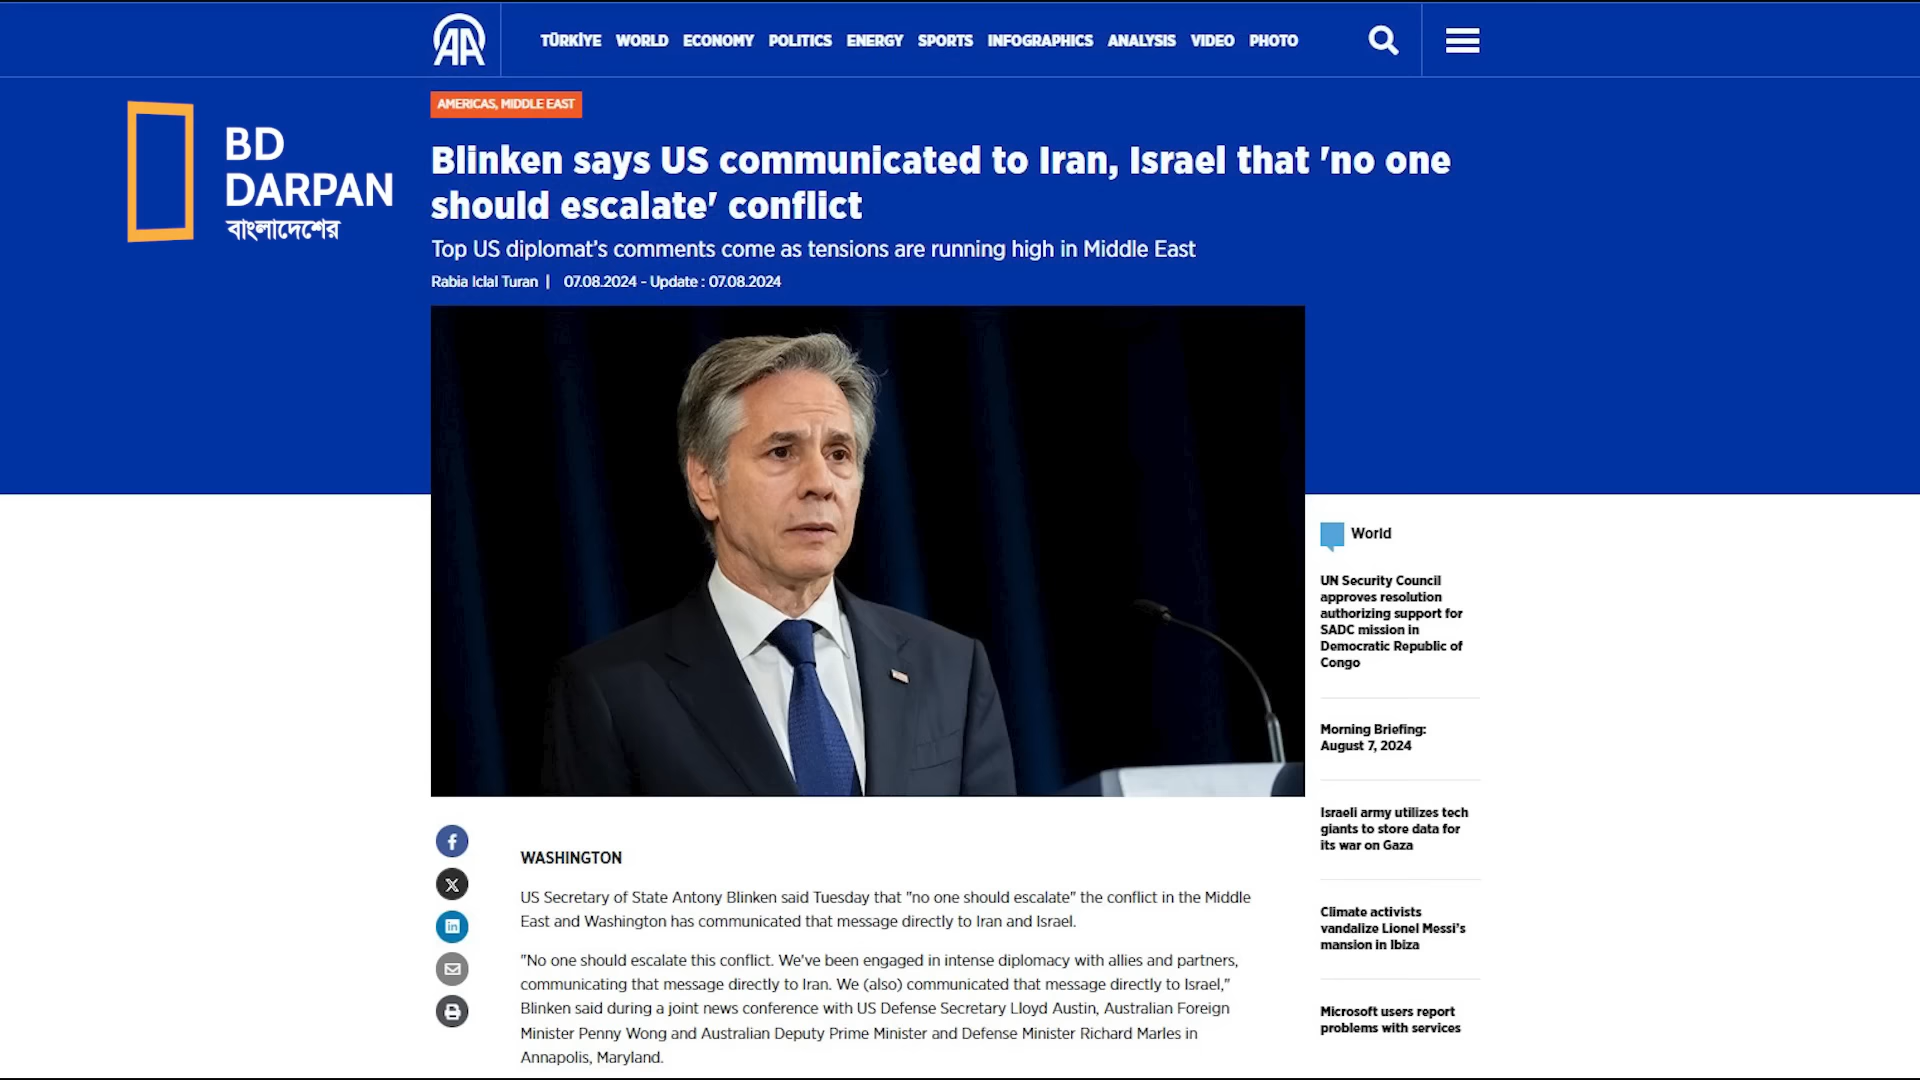 AA
TÜRKİYE WORLD ECONOMY POLITICS ENERGY SPORTS INFOGRAPHICS ANALYSIS VIDEO PHOTO
BD
DARPAN
বাংলাদেশের
AMERICAS, MIDDLE EAST
Blinken says US communicated to Iran, Israel that 'no one
should escalate' conflict
Top US diplomat's comments come as tensions are running high in Middle East
Rabia Iclal Turan | 07.08.2024 - Update : 07.08.2024
WASHINGTON
US Secretary of State Antony Blinken said Tuesday that "no one should escalate" the conflict in the Middle
East and Washington has communicated that message directly to Iran and Israel.
"No one should escalate this conflict. We've been engaged in intense diplomacy with allies and partners,
communicating that message directly to Iran. We (also) communicated that message directly to Israel,"
Blinken said during a joint news conference with US Defense Secretary Lloyd Austin, Australian Foreign
Minister Penny Wong and Australian Deputy Prime Minister and Defense Minister Richard Marles in
Annapolis, Maryland.
World
UN Security Council
approves resolution
authorizing support for
SADC mission in
Democratic Republic of
Congo
Morning Briefing:
August 7, 2024
Israeli army utilizes tech
giants to store data for
its war on Gaza
Climate activists
vandalize Lionel Messi's
mansion in Ibiza
Microsoft users report
problems with services